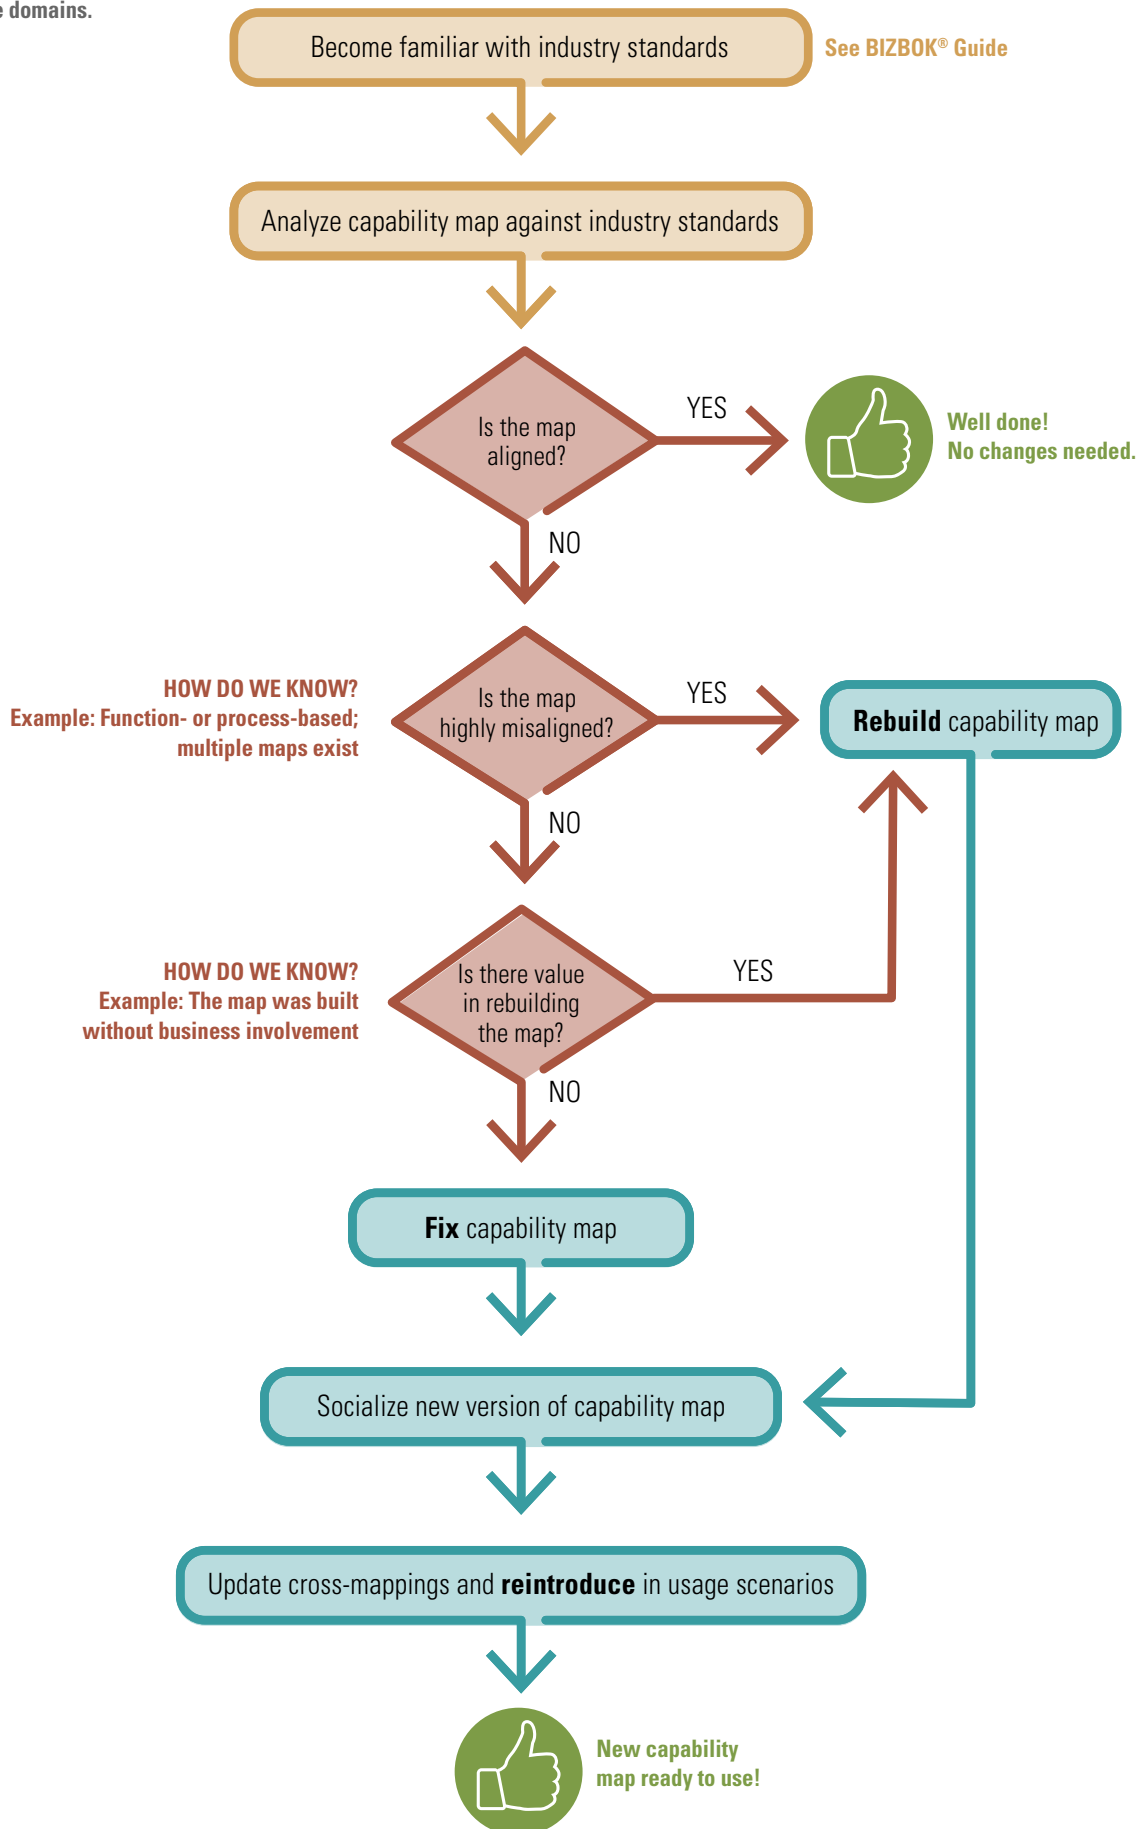 e domains.
Become familiar with industry standards
See BIZBOK® Guide
Analyze capability map against industry standards
Is the map
aligned?
YES
Well done!
No changes needed.
NO
HOW DO WE KNOW?
Example: Function- or process-based;
multiple maps exist
Is the map
highly misaligned?
YES
Rebuild capability map
NO
HOW DO WE KNOW?
Example: The map was built
without business involvement
Is there value
in rebuilding
the map?
YES
NO
Fix capability map
Socialize new version of capability map
Update cross-mappings and reintroduce in usage scenarios
New capability
map ready to use!